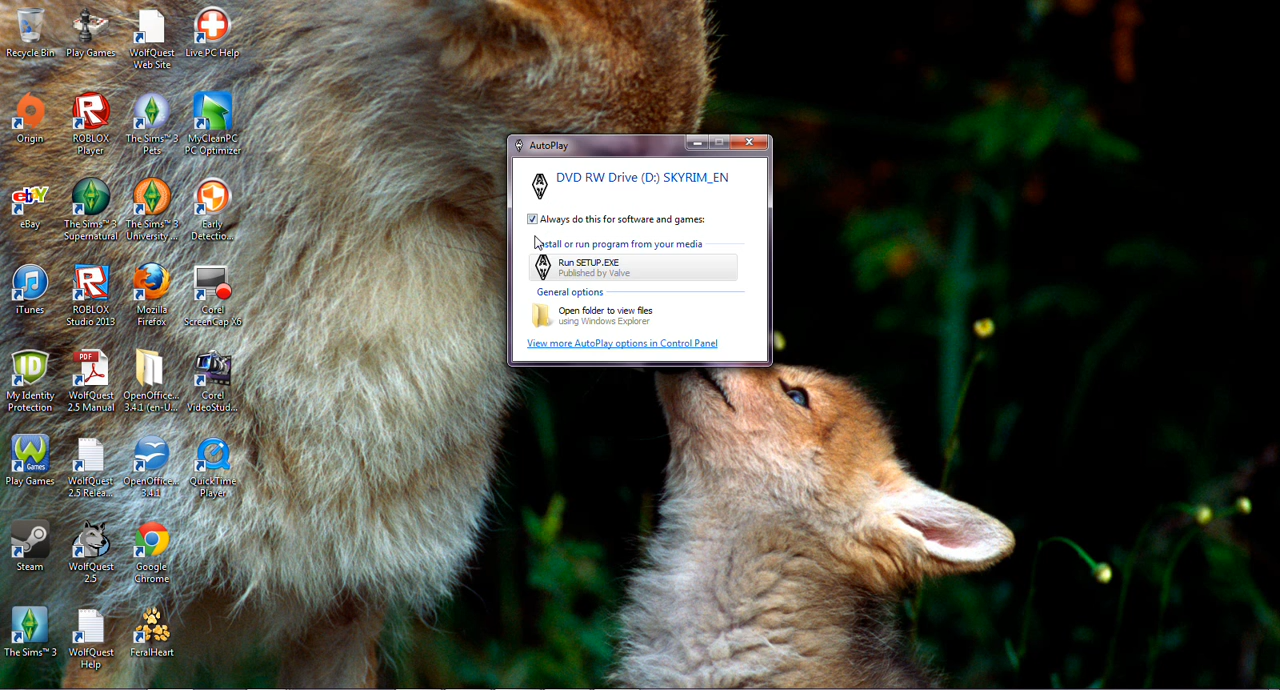 Recycle Bin
Play Games
WolfQuest
Web Site
Live PC Help
Origin
ROBLOX
Player
The Sims™ 3
Pets
MyCleanPC
PC Optimizer
ebY
eBay
The Sims™ 3
Supernatural
The Sims™ 3
University ...
Early
Detectio...
iTunes
ROBLOX
Studio 2013
Mozilla
Firefox
Corel
ScreenCap X6
ID
My Identity
Protection
PDF
WolfQuest
2.5 Manual
OpenOffice...
3.4.1 (en-U...
Corel
VideoStud...
Games
Play Games
WolfQuest
2.5 Relea...
OpenOffice...
3.4.1
QuickTime
Player
Steam
WolfQuest
2.5
Google
Chrome
The Sims™ 3
WolfQuest
Help
FeralHeart
AutoPlay
DVD RW Drive (D:) SKYRIM_EN
Always do this for software and games:
stall or run program from your media
Run SETUP.EXE
Published by Valve
General options
Open folder to view files
using Windows Explorer
View more AutoPlay options in Control Panel